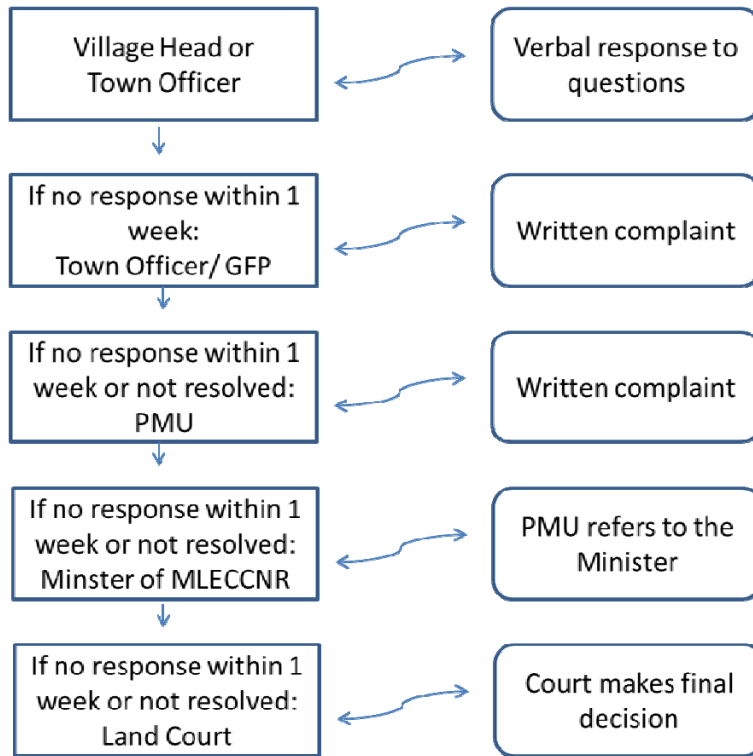 Village Head or
Town Officer
Verbal response to
questions
If no response within 1
week:
Town Officer/ GFP
Written complaint
If no response within 1
week or not resolved:
PMU
Written complaint
If no response within 1
week or not resolved:
Minster of MLECCNR
PMU refers to the
Minister
If no response within 1
week or not resolved:
Land Court
Court makes final
decision